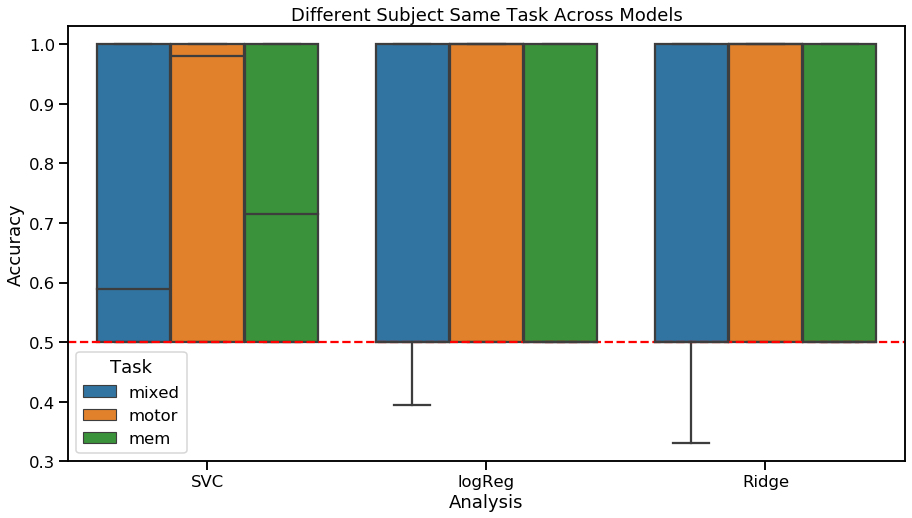 Different Subject Same Task Across Models
1.0
0.9
0.8
0.7
0.6
0.5
0.4
0.3
Accuracy
Task
mixed
motor
mem
SVC
logReg
Ridge
Analysis